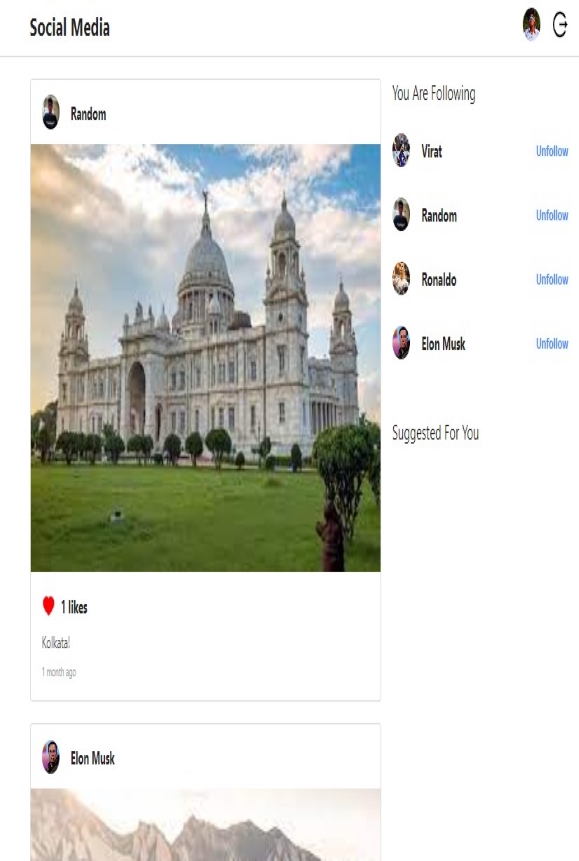 Social Media
Random
1 likes
Kolkata!
1 month ago
Elon Musk
You Are Following
Virat
Unfollow
Random
Unfollow
Ronaldo
Unfollow
Elon Musk
Unfollow
Suggested For You